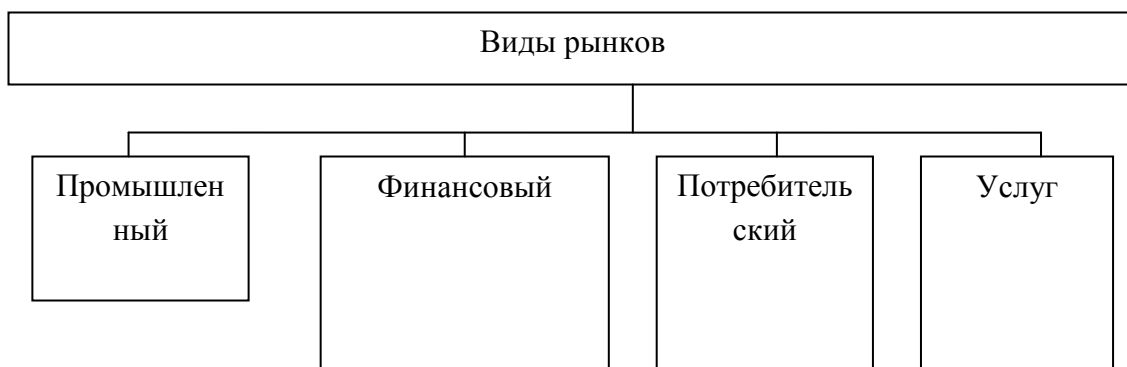 Виды рынков
Промышлен
ный
Финансовый
Потребитель
ский
Услуг